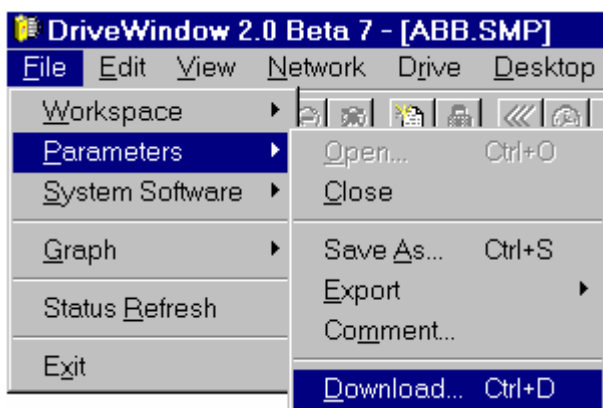 DriveWindow 2.0 Beta 7 - [ABB.SMP]
File Edit View Network Drive Desktop
Workspace
Parameters
System Software
Graph
Status Refresh
Exit
Open... Ctrl+O
Close
Save As... Ctrl+S
Export
Comment...
Download... Ctrl+D